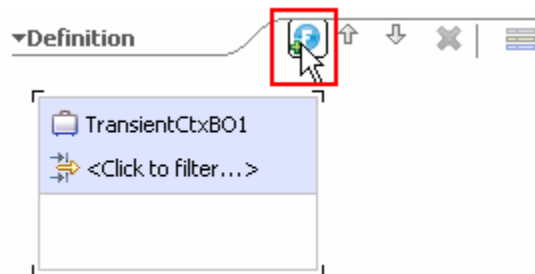 Definition
F
TransientCtxBO1
<Click to filter...>